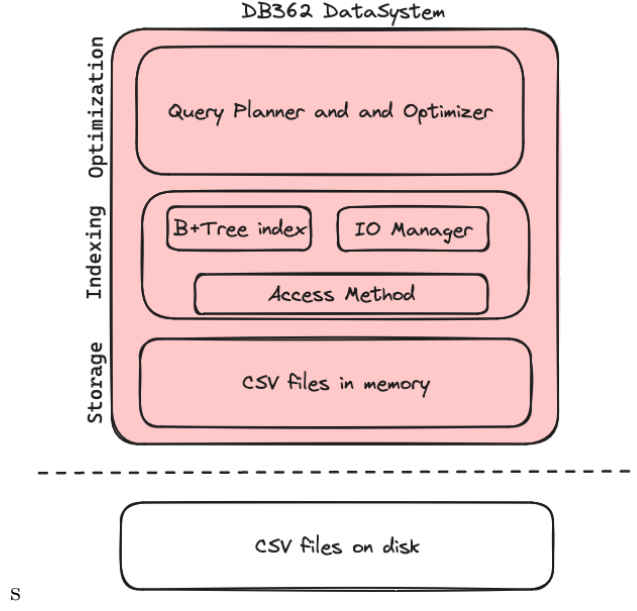 DB362 DataSystem
Optimization
Query Planner and and Optimizer
Indexing
B+Tree index
IO Manager
Access Method
Storage
CSV files in memory
CSV files on disk
s